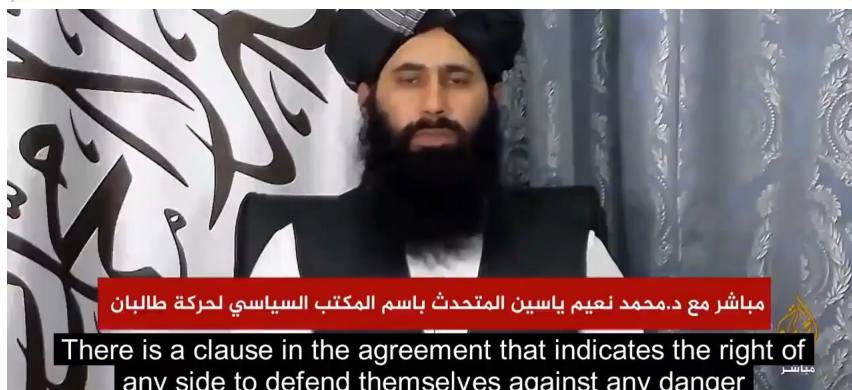 مباشر مع د.محمد نعيم ياسين المتحدث باسم المكتب السياسي لحركة طالبان
There is a clause in the agreement that indicates the right of
مباشر
any side to defend themselves against any danger